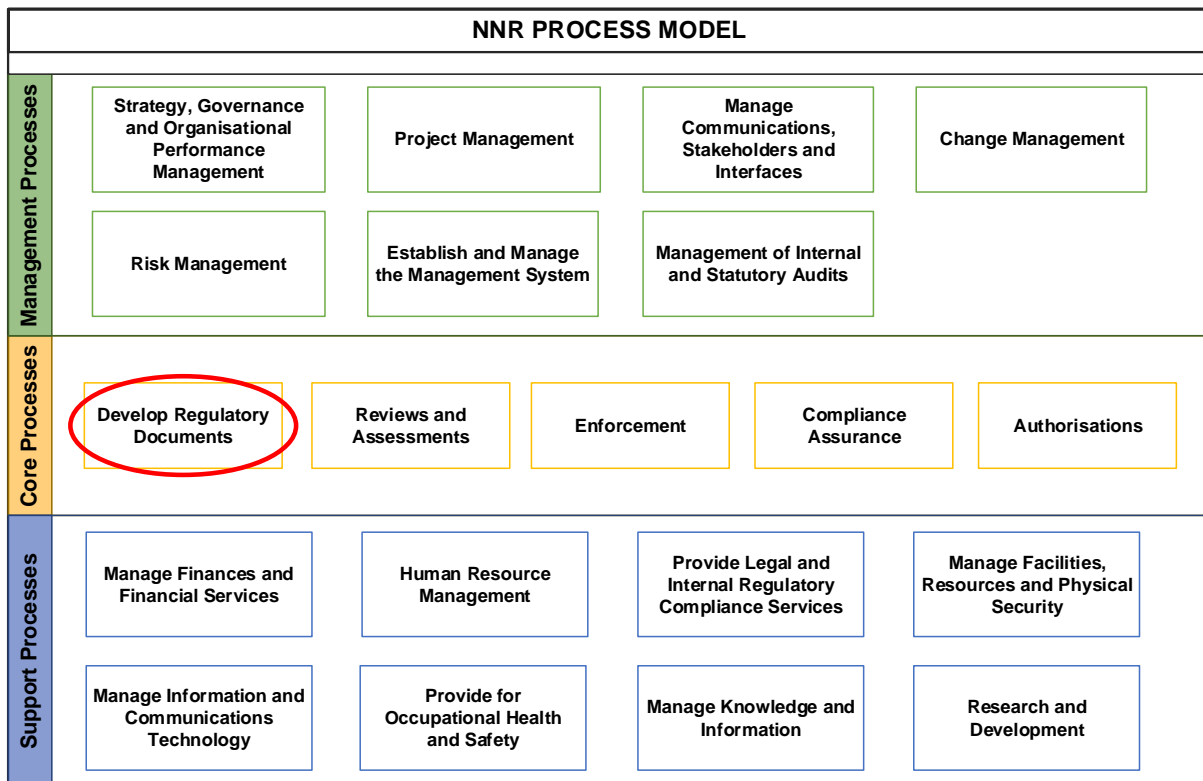 NNR PROCESS MODEL
Management Processes
Strategy, Governance
and Organisational
Performance
Management
Project Management
Manage
Communications,
Stakeholders and
Interfaces
Change Management
Risk Management
Establish and Manage
the Management System
Management of Internal
and Statutory Audits
Core Processes
Develop Regulatory
Documents
Reviews and
Assessments
Enforcement
Compliance
Assurance
Authorisations
Support Processes
Manage Finances and
Financial Services
Human Resource
Management
Provide Legal and
Internal Regulatory
Compliance Services
Manage Facilities,
Resources and Physical
Security
Manage Information and
Communications
Technology
Provide for
Occupational Health
and Safety
Manage Knowledge and
Information
Research and
Development